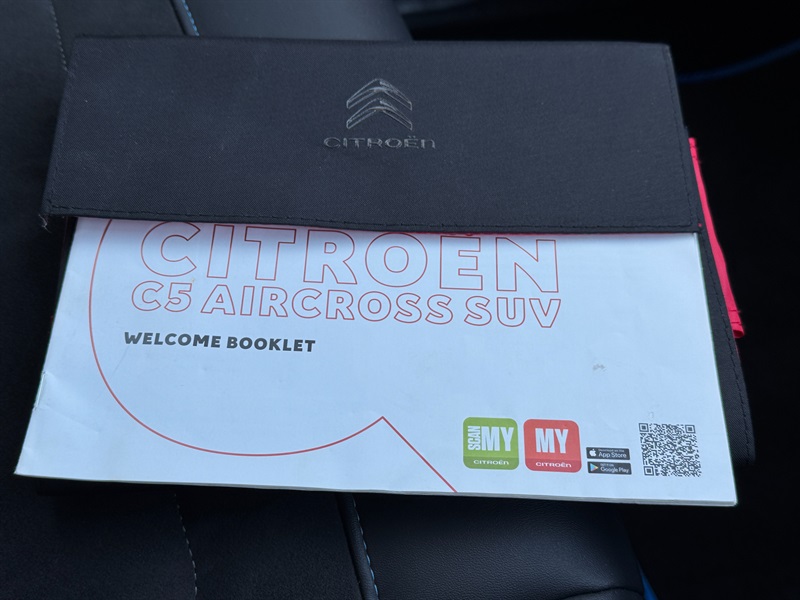 CITROËN
CITROËN
C5 AIRCROSS SUV
WELCOME BOOKLET
SCAN MY
CITROËN
MY
CITROËN
App Store
Google Play